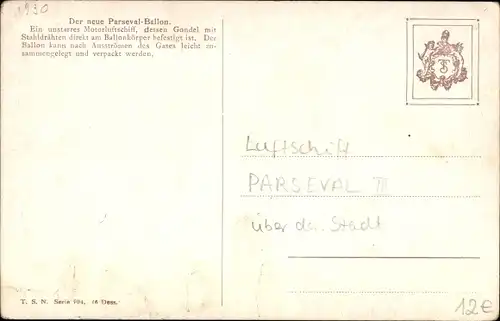 1930
Der neue Parseval-Ballon.
Ein unstarres Motorluftschiff, dessen Gondel mit
Stahldrähten direkt am Ballonkörper befestigt ist. Der
Ballon kann nach Ausströmen des Gases leicht zu-
sammengelegt und verpackt werden.
Luftschiff
PARSEVAL III
über der Stadt
T. S. N. Serie 894. 16 Dess.
12€